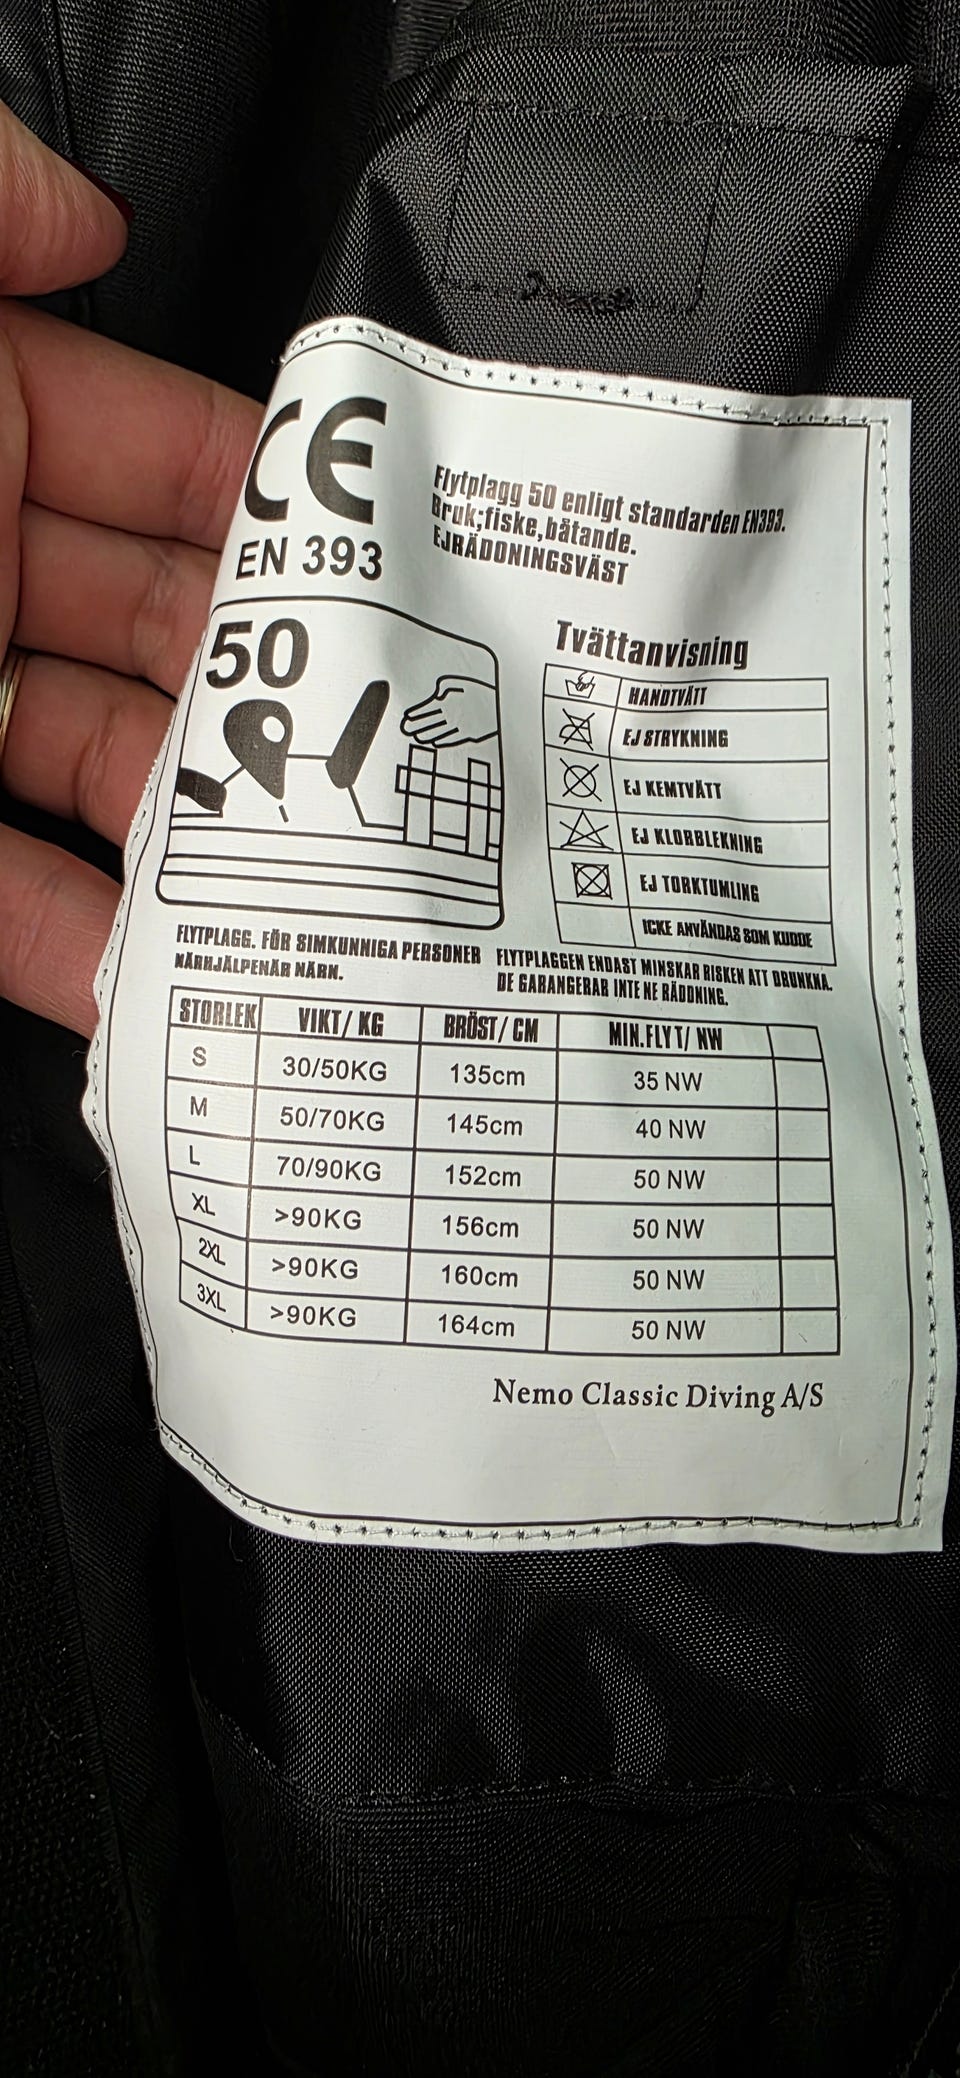 CE
EN 393
Flytplagg 50 enligt standarden EN393.
Bruk;fiske,båtande.
EJRÄDONINGSVÄST
50
Tvättanvisning
HANDTVÄTT
EJ STRYKNING
EJ KEMTVÄTT
EJ KLORBLEKNING
EJ TORKTUMLING
ICKE ANVÄNDAS SOM KUDDE
FLYTPLAGG. FÖR SIMKUNNIGA PERSONER
NÄRHJÄLPENÄR NÄRN.
FLYTPLAGGEN ENDAST MINSKAR RISKEN ATT DRUNKNA.
DE GARANGERAR INTE NE RÄDDNING.
STORLEK VIKT/ KG BRÖST/ CM MIN.FLYT/ NW
S 30/50KG 135cm 35 NW
M 50/70KG 145cm 40 NW
L 70/90KG 152cm 50 NW
XL >90KG 156cm 50 NW
2XL >90KG 160cm 50 NW
3XL >90KG 164cm 50 NW
Nemo Classic Diving A/S